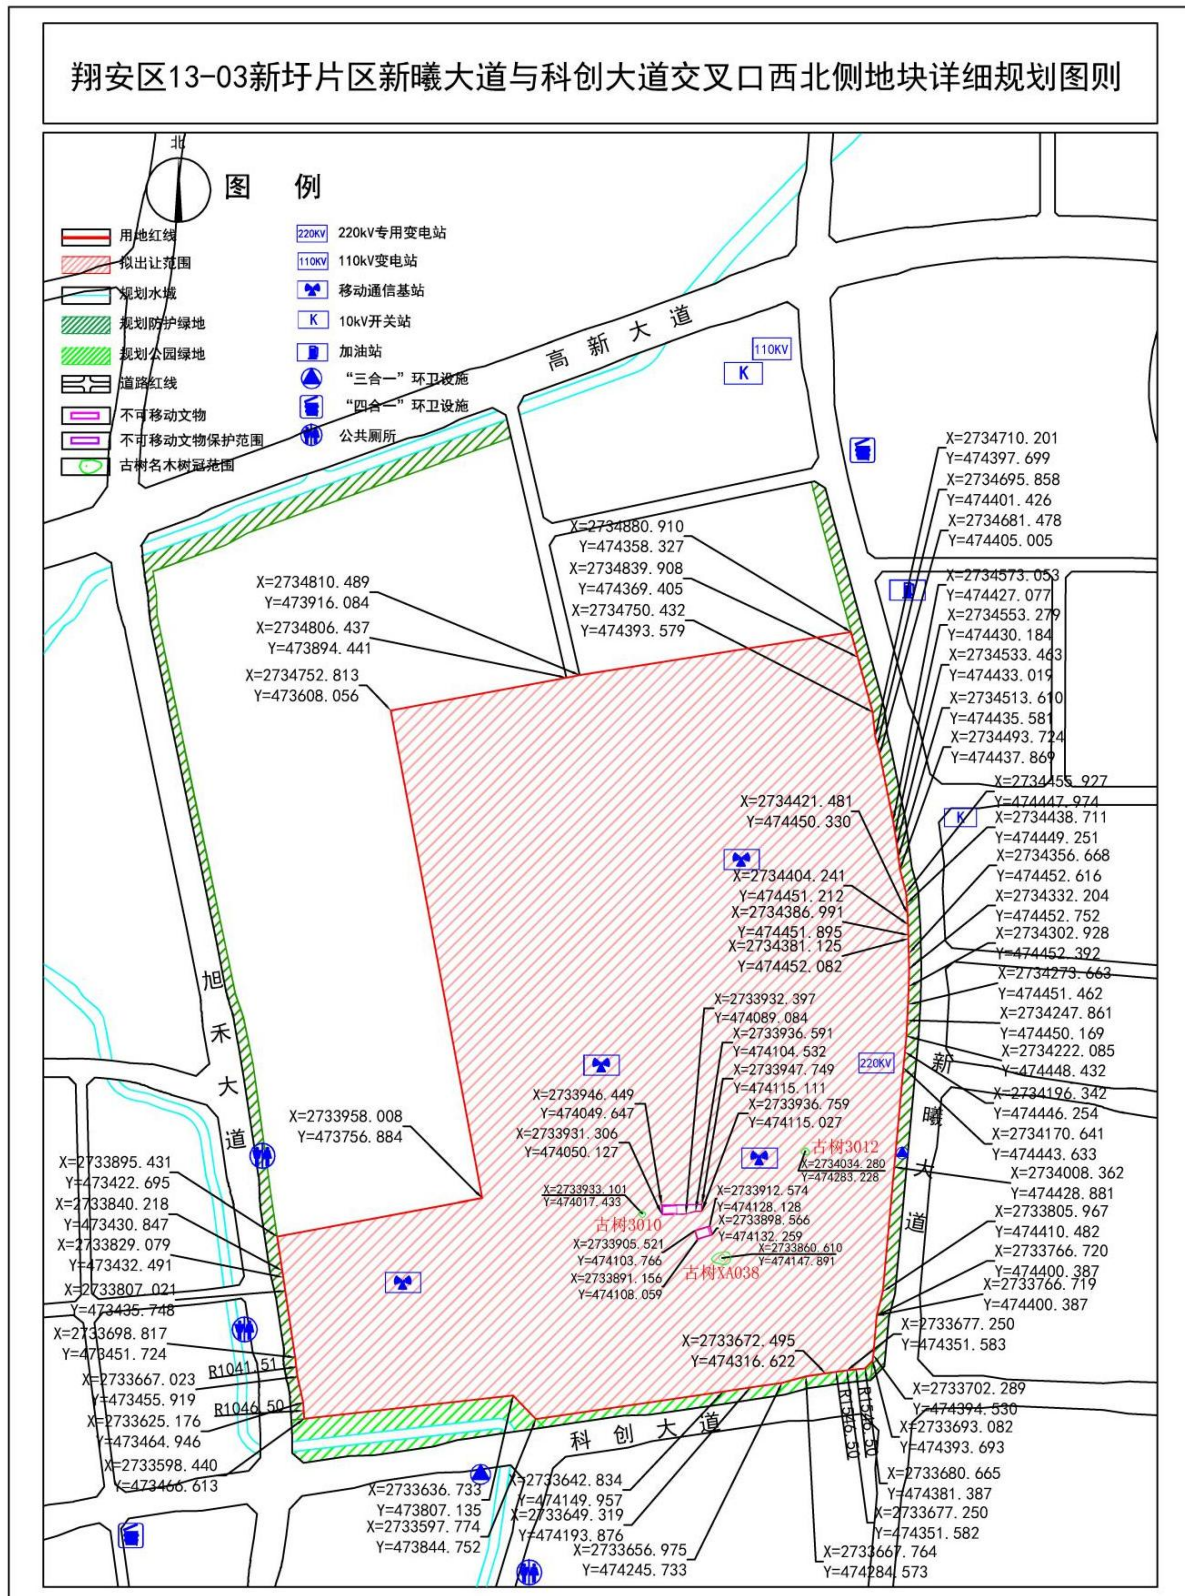 翔安区13-03新圩片区新曦大道与科创大道交叉口西北侧地块详细规划图则
北
图 例
用地红线
拟出让范围
规划水域
规划防护绿地
规划公园绿地
道路红线
不可移动文物
不可移动文物保护范围
古树名木树冠范围
220KV 220kV专用变电站
110KV 110kV变电站
移动通信基站
K 10kV开关站
加油站
“三合一”环卫设施
“四合一”环卫设施
公共厕所
高新大道
110KV
K
X=2734710.201
Y=474397.699
X=2734695.858
Y=474401.426
X=2734681.478
Y=474405.005
X=2734573.053
Y=474427.077
X=2734553.279
Y=474430.184
X=2734533.463
Y=474433.019
X=2734513.610
Y=474435.581
X=2734493.724
Y=474437.869
X=2734455.927
Y=474447.974
K
X=2734438.711
Y=474449.251
X=2734356.668
Y=474452.616
X=2734332.204
Y=474452.752
X=2734302.928
Y=474452.392
X=2734273.663
Y=474451.462
X=2734247.861
Y=474450.169
X=2734222.085
Y=474448.432
X=2734196.342
Y=474446.254
X=2734170.641
Y=474443.633
X=2734008.362
Y=474428.881
X=2733805.967
Y=474410.482
X=2733766.720
Y=474400.387
X=2733766.719
Y=474400.387
X=2733677.250
Y=474351.583
X=2733702.289
Y=474394.530
X=2733693.082
Y=474393.693
X=2733680.665
Y=474381.387
X=2733677.250
Y=474351.582
X=2733667.764
Y=474284.573
X=2734880.910
Y=474358.327
X=2734839.908
Y=474369.405
X=2734750.432
Y=474393.579
X=2734810.489
Y=473916.084
X=2734806.437
Y=473894.441
X=2734752.813
Y=473608.056
X=2734421.481
Y=474450.330
X=2734404.241
Y=474451.212
X=2734386.991
Y=474451.895
X=2734381.125
Y=474452.082
旭禾大道
新曦大道
220KV
X=2733932.397
Y=474089.084
X=2733936.591
Y=474104.532
X=2733947.749
Y=474115.111
X=2733936.759
Y=474115.027
X=2733946.449
Y=474049.647
X=2733931.306
Y=474050.127
X=2733958.008
Y=473756.884
古树3012
X=2734034.280
Y=474283.228
X=2733933.101
Y=474017.433
古树3010
X=2733912.574
Y=474128.128
X=2733898.566
Y=474132.259
X=2733905.521
Y=474103.766
X=2733891.156
Y=474108.059
X=2733860.610
Y=474147.891
古树XA038
X=2733895.431
Y=473422.695
X=2733840.218
Y=473430.847
X=2733829.079
Y=473432.491
X=2733807.021
Y=473435.748
X=2733698.817
Y=473451.724
R1041.51
X=2733667.023
Y=473455.919
R1046.50
X=2733625.176
Y=473464.946
X=2733598.440
Y=473466.613
X=2733672.495
Y=474316.622
R1526.50
R1546.50
科创大道
X=2733636.733
Y=473807.135
X=2733597.774
Y=473844.752
X=2733642.834
Y=474149.957
X=2733649.319
Y=474193.876
X=2733656.975
Y=474245.733